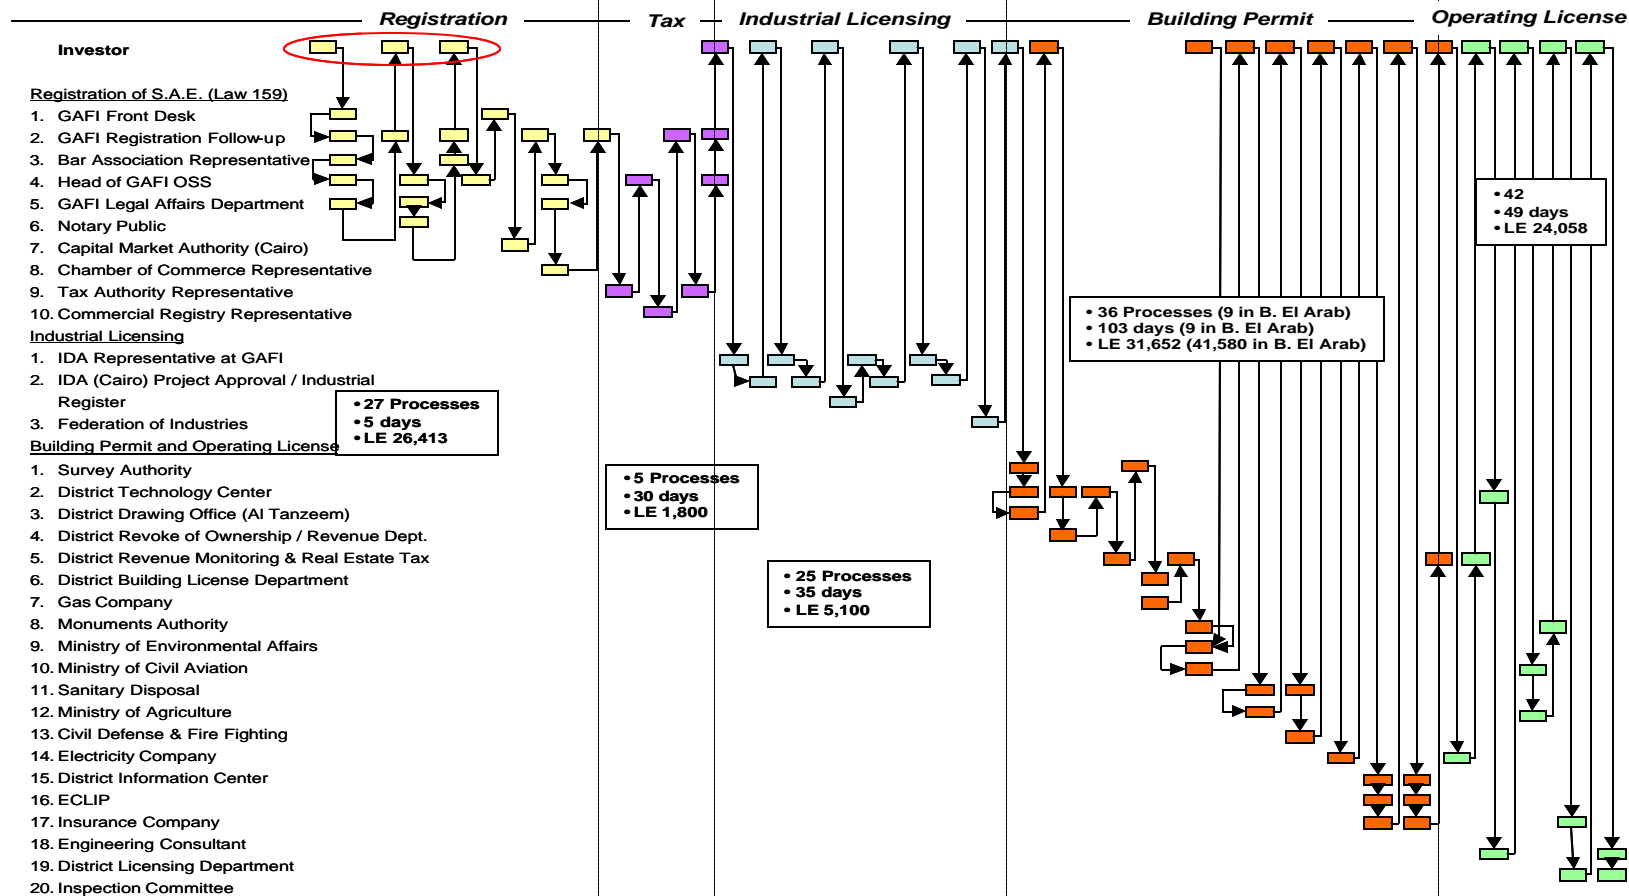 Registration
Tax
Industrial Licensing
Building Permit
Operating License
Investor
Registration of S.A.E. (Law 159)
1. GAFI Front Desk
2. GAFI Registration Follow-up
3. Bar Association Representative
4. Head of GAFI OSS
5. GAFI Legal Affairs Department
6. Notary Public
7. Capital Market Authority (Cairo)
8. Chamber of Commerce Representative
9. Tax Authority Representative
10. Commercial Registry Representative
Industrial Licensing
1. IDA Representative at GAFI
2. IDA (Cairo) Project Approval / Industrial
Register
3. Federation of Industries
Building Permit and Operating License
1. Survey Authority
2. District Technology Center
3. District Drawing Office (Al Tanzeem)
4. District Revoke of Ownership / Revenue Dept.
5. District Revenue Monitoring & Real Estate Tax
6. District Building License Department
7. Gas Company
8. Monuments Authority
9. Ministry of Environmental Affairs
10. Ministry of Civil Aviation
11. Sanitary Disposal
12. Ministry of Agriculture
13. Civil Defense & Fire Fighting
14. Electricity Company
15. District Information Center
16. ECLIP
17. Insurance Company
18. Engineering Consultant
19. District Licensing Department
20. Inspection Committee
• 27 Processes
• 5 days
• LE 26,413
• 5 Processes
• 30 days
• LE 1,800
• 25 Processes
• 35 days
• LE 5,100
• 36 Processes (9 in B. El Arab)
• 103 days (9 in B. El Arab)
• LE 31,652 (41,580 in B. El Arab)
• 42
• 49 days
• LE 24,058